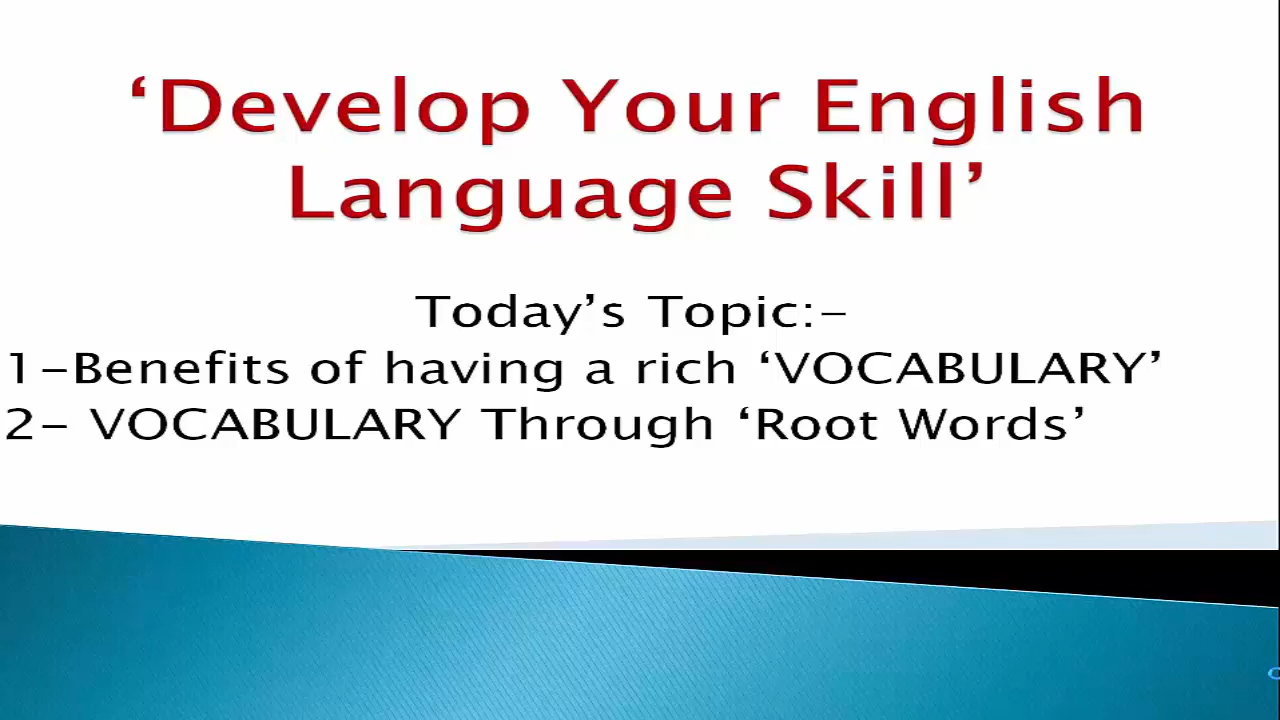 ‘Develop Your English
Language Skill’
Today’s Topic:-
1-Benefits of having a rich ‘VOCABULARY’
2- VOCABULARY Through ‘Root Words’